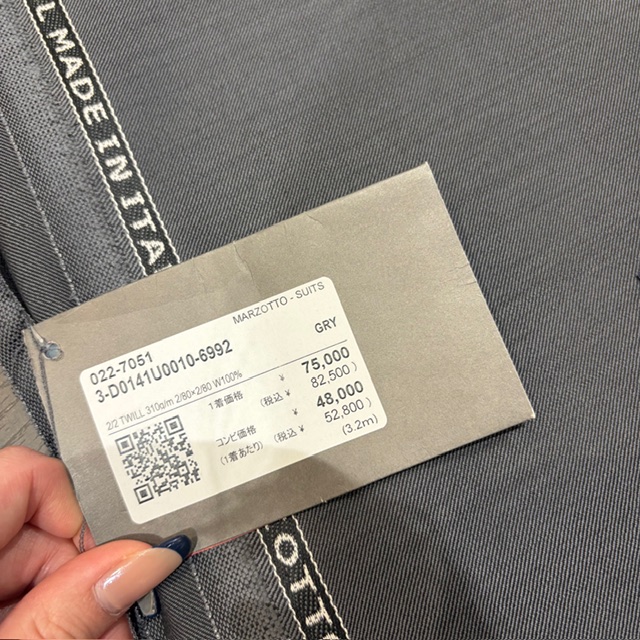 L MADE IN ITA
MARZOTTO - SUITS
022-7051
3-D0141U0010-6992
GRY
2/2 TWILL 310g/m 2/80×2/80 W100%
1着価格 ¥ 75,000
(税込 ¥ 82,500)
コンビ価格 ¥ 48,000
(1着あたり) (税込 ¥ 52,800)
(3.2m)
LOTT